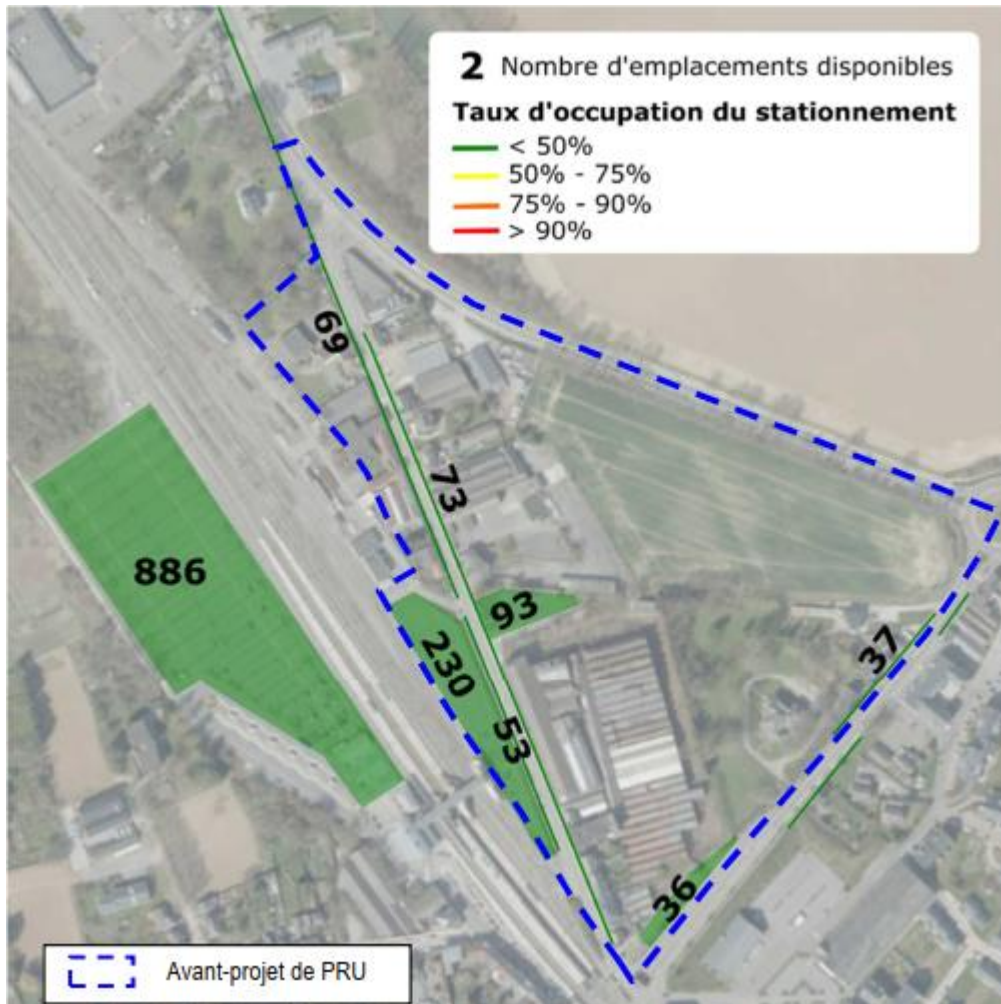 2 Nombre d'emplacements disponibles
Taux d'occupation du stationnement
< 50%
50% - 75%
75% - 90%
> 90%
69
73
886
93
230
53
37
36
Avant-projet de PRU